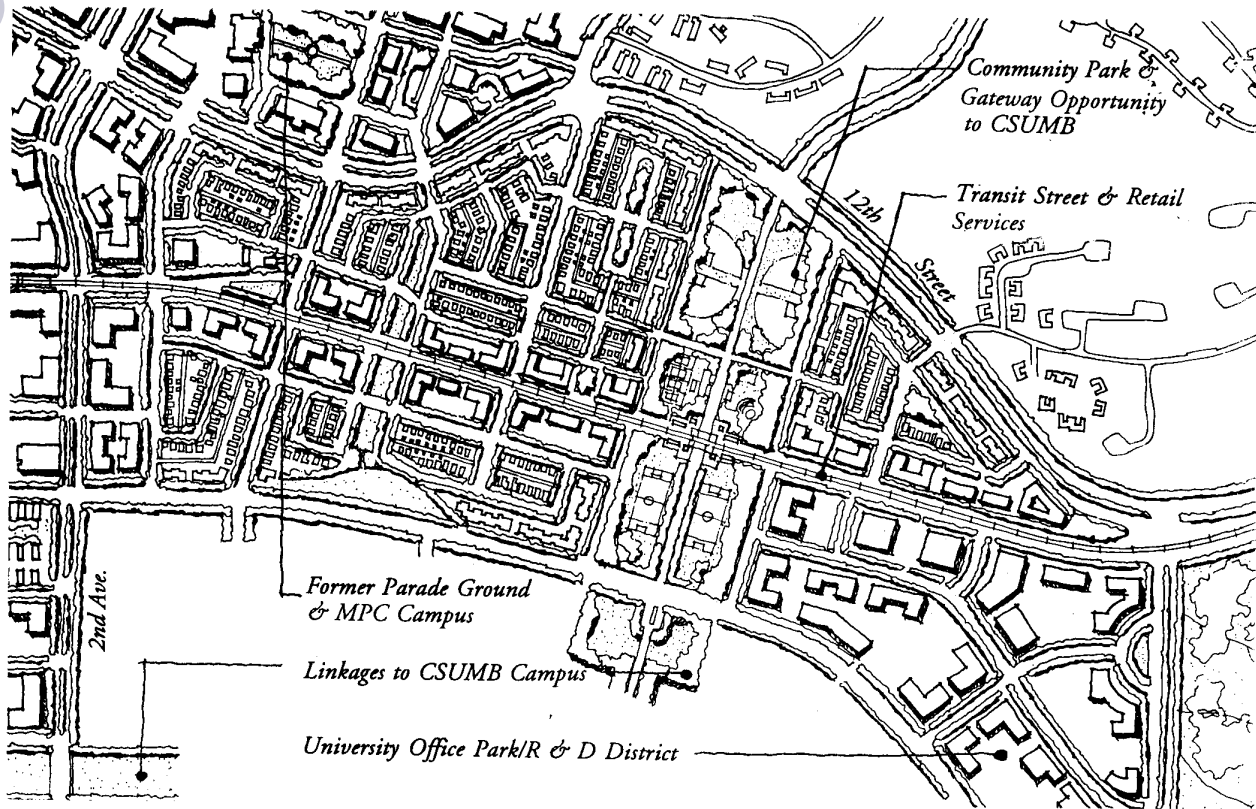 Community Park &
Gateway Opportunity
to CSUMB
12th
Street
Transit Street & Retail
Services
Former Parade Ground
& MPC Campus
2nd Ave.
Linkages to CSUMB Campus
University Office Park/R & D District